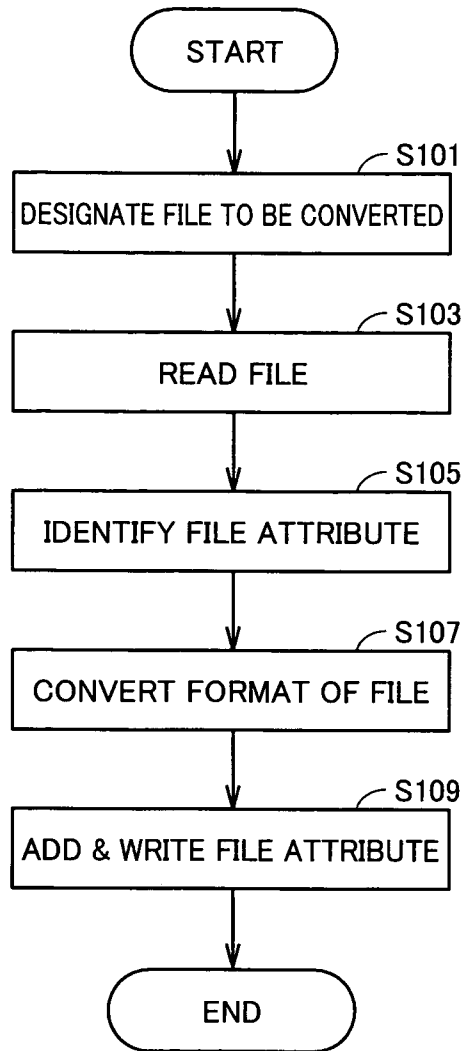 START
S101
DESIGNATE FILE TO BE CONVERTED
S103
READ FILE
S105
IDENTIFY FILE ATTRIBUTE
S107
CONVERT FORMAT OF FILE
S109
ADD & WRITE FILE ATTRIBUTE
END